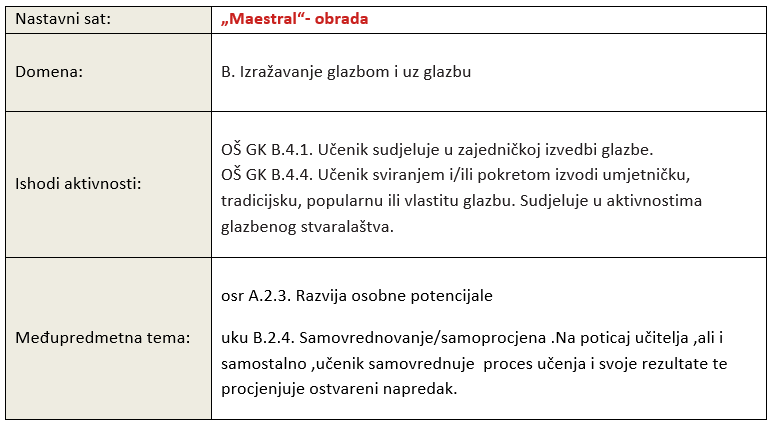 Nastavni sat:
„Maestral“- obrada
Domena:
B. Izražavanje glazbom i uz glazbu
Ishodi aktivnosti:
OŠ GK B.4.1. Učenik sudjeluje u zajedničkoj izvedbi glazbe.
OŠ GK B.4.4. Učenik sviranjem i/ili pokretom izvodi umjetničku,
tradicijsku, popularnu ili vlastitu glazbu. Sudjeluje u aktivnostima
glazbenog stvaralaštva.
Međupredmetna tema:
osr A.2.3. Razvija osobne potencijale
uku B.2.4. Samovrednovanje/samoprocjena .Na poticaj učitelja ,ali i
samostalno ,učenik samovrednuje  proces učenja i svoje rezultate te
procjenjuje ostvareni napredak.